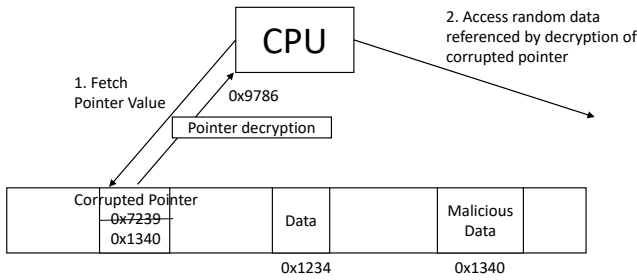 CPU
2. Access random data
referenced by decryption of
corrupted pointer
1. Fetch
Pointer Value
0x9786
Pointer decryption
Corrupted Pointer
0x7239
0x1340
Data
Malicious
Data
0x1234
0x1340